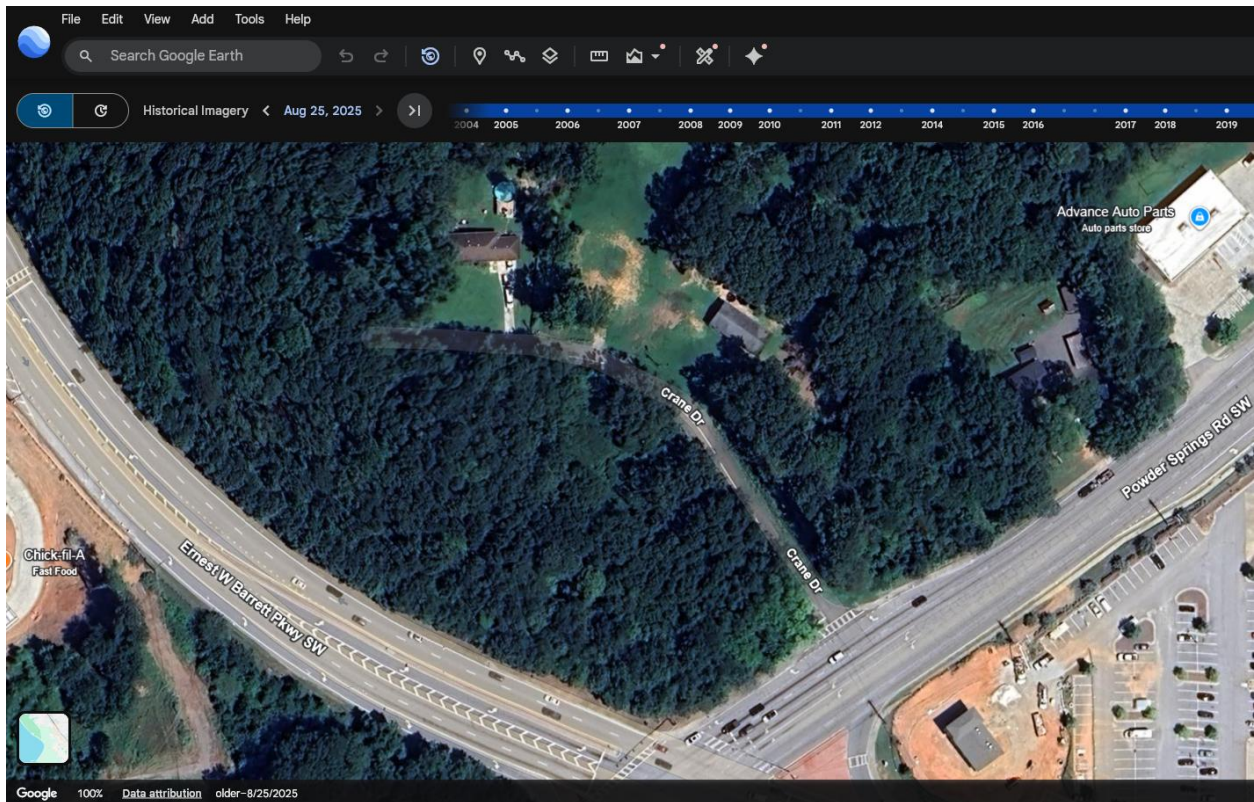 File Edit View Add Tools Help
Search Google Earth
Historical Imagery Aug 25, 2025
2004 2005 2006 2007 2008 2009 2010 2011 2012 2014 2015 2016 2017 2018 2019
Advance Auto Parts
Auto parts store
Crane Dr
Powder Springs Rd SW
Chick-fil-A
Fast Food
Ernest W Barrett Pkwy SW
Crane Dr
Google 100% Data attribution older–8/25/2025